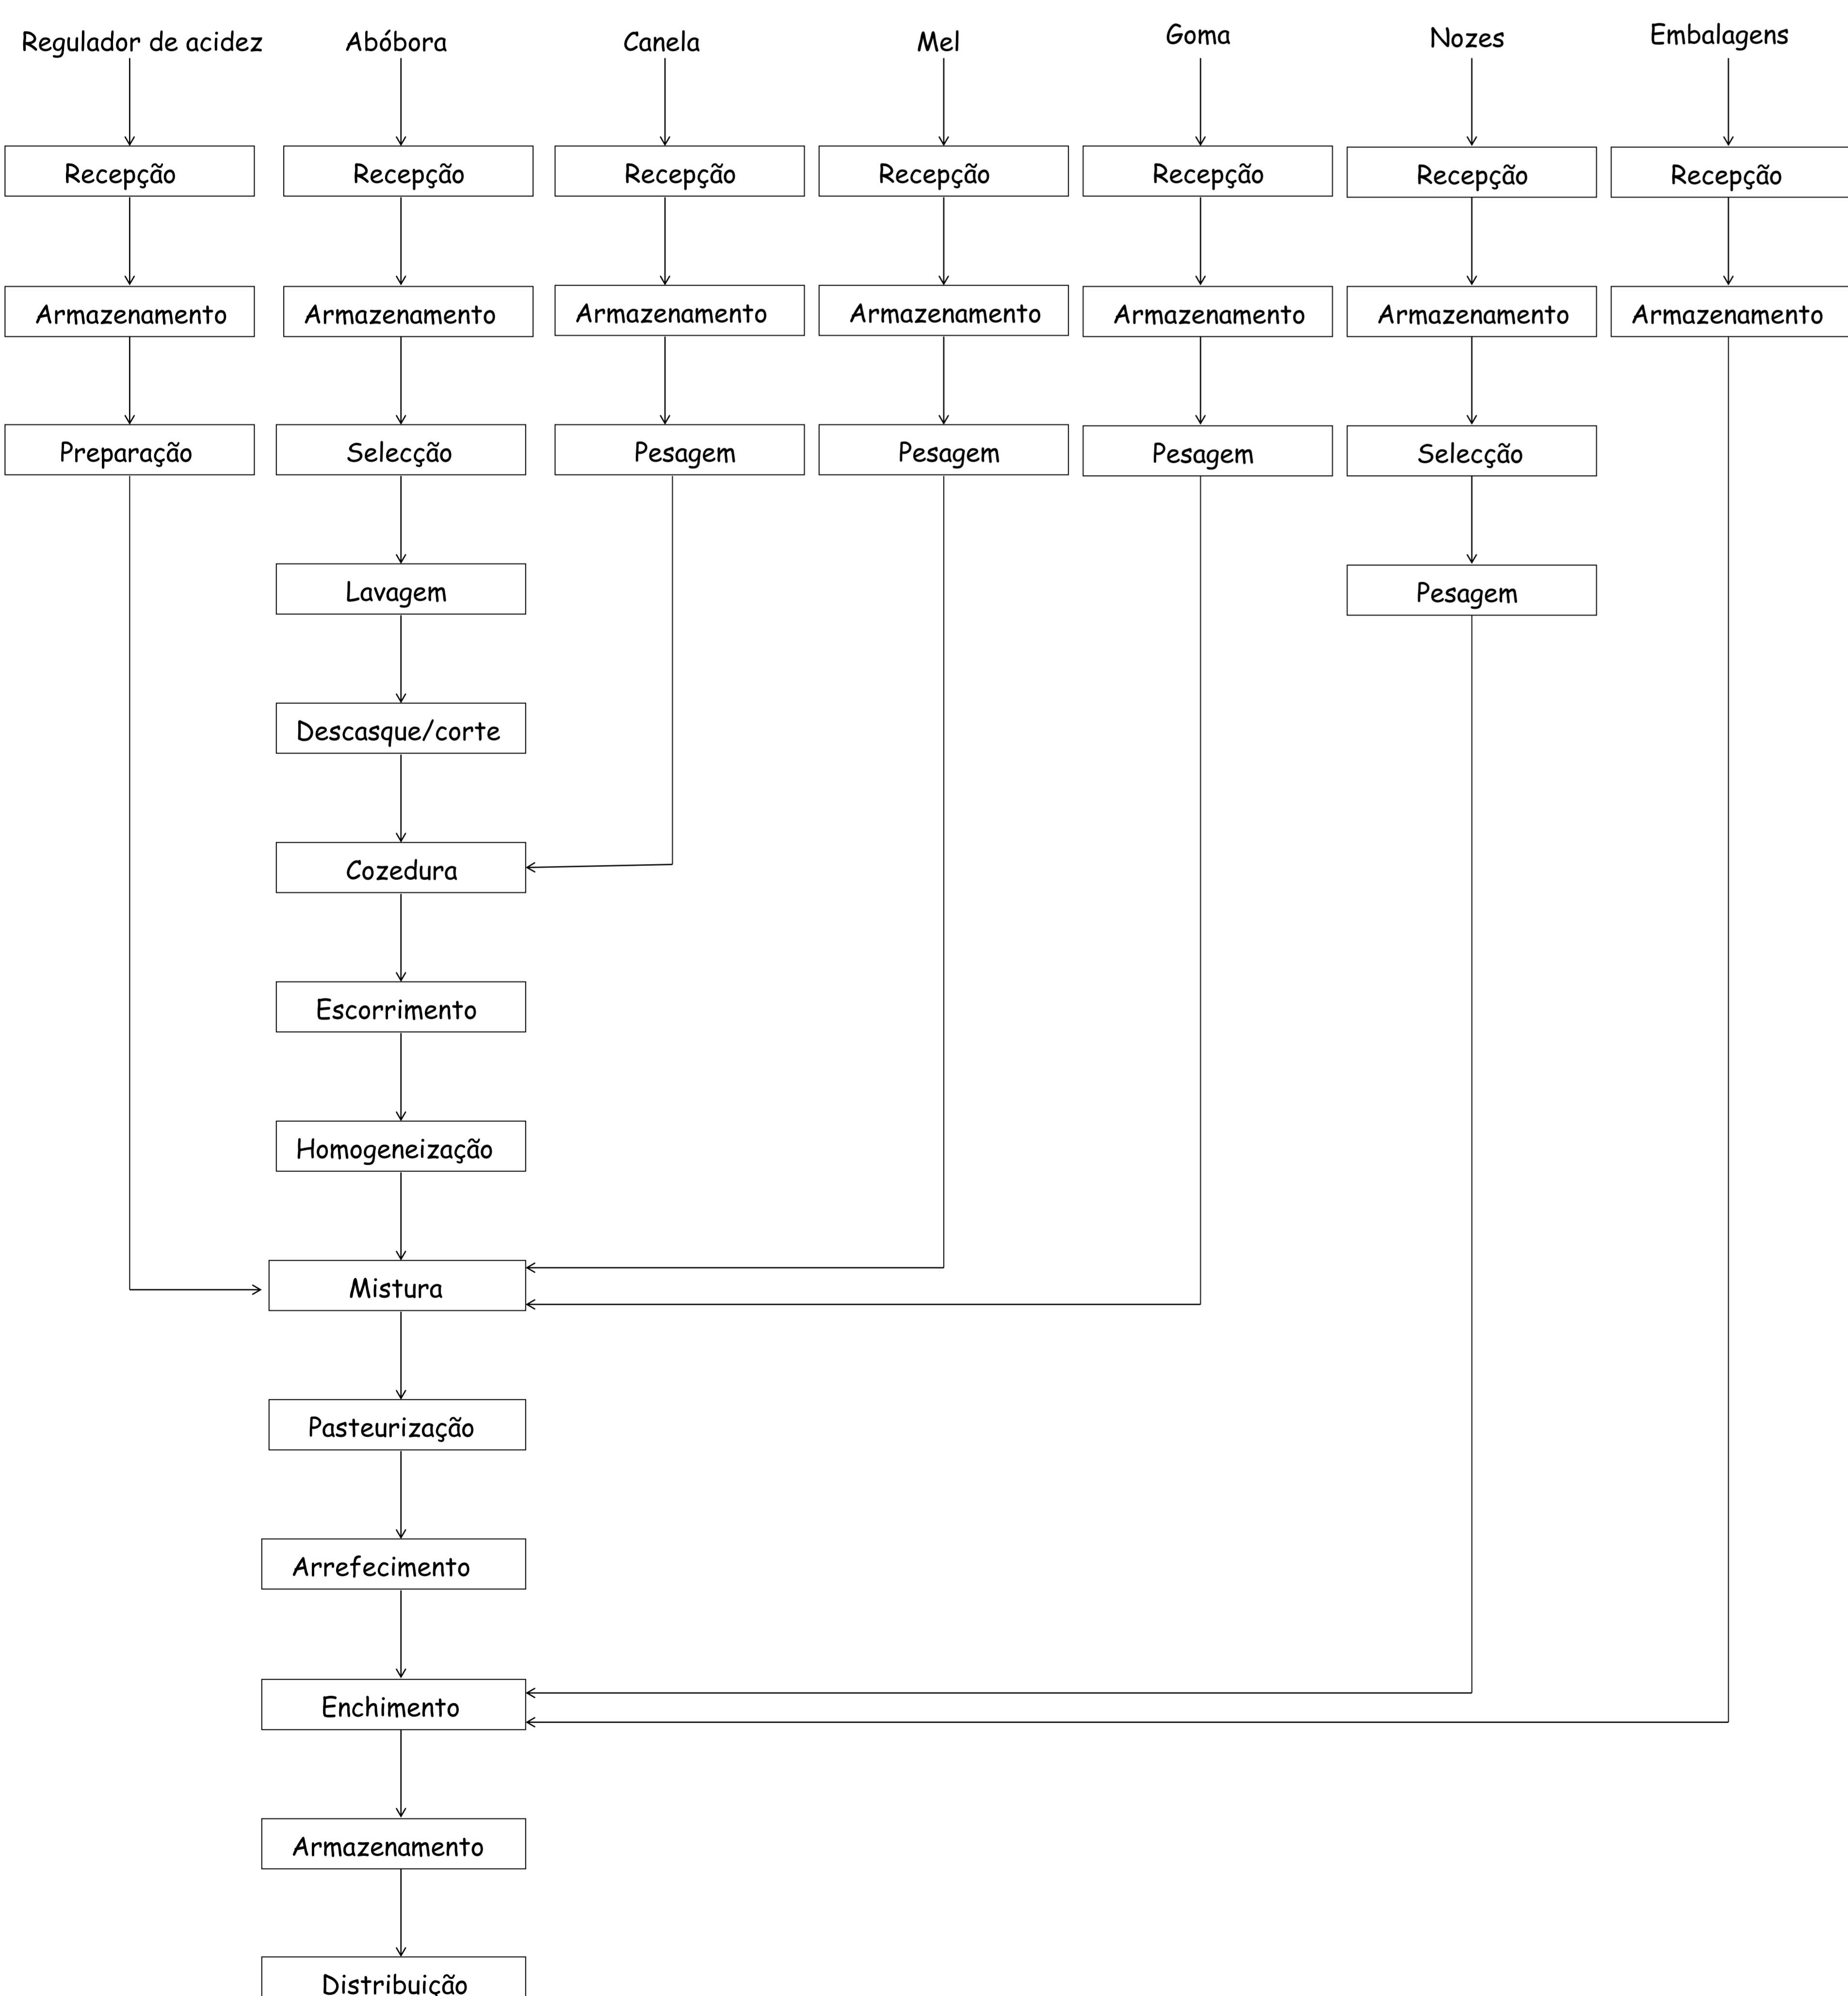 Regulador de acidez
Abóbora
Canela
Mel
Goma
Nozes
Embalagens
Recepção
Recepção
Recepção
Recepção
Recepção
Recepção
Recepção
Armazenamento
Armazenamento
Armazenamento
Armazenamento
Armazenamento
Armazenamento
Armazenamento
Preparação
Selecção
Pesagem
Pesagem
Pesagem
Selecção
Lavagem
Pesagem
Descasque/corte
Cozedura
Escorrimento
Homogeneização
Mistura
Pasteurização
Arrefecimento
Enchimento
Armazenamento
Distribuição